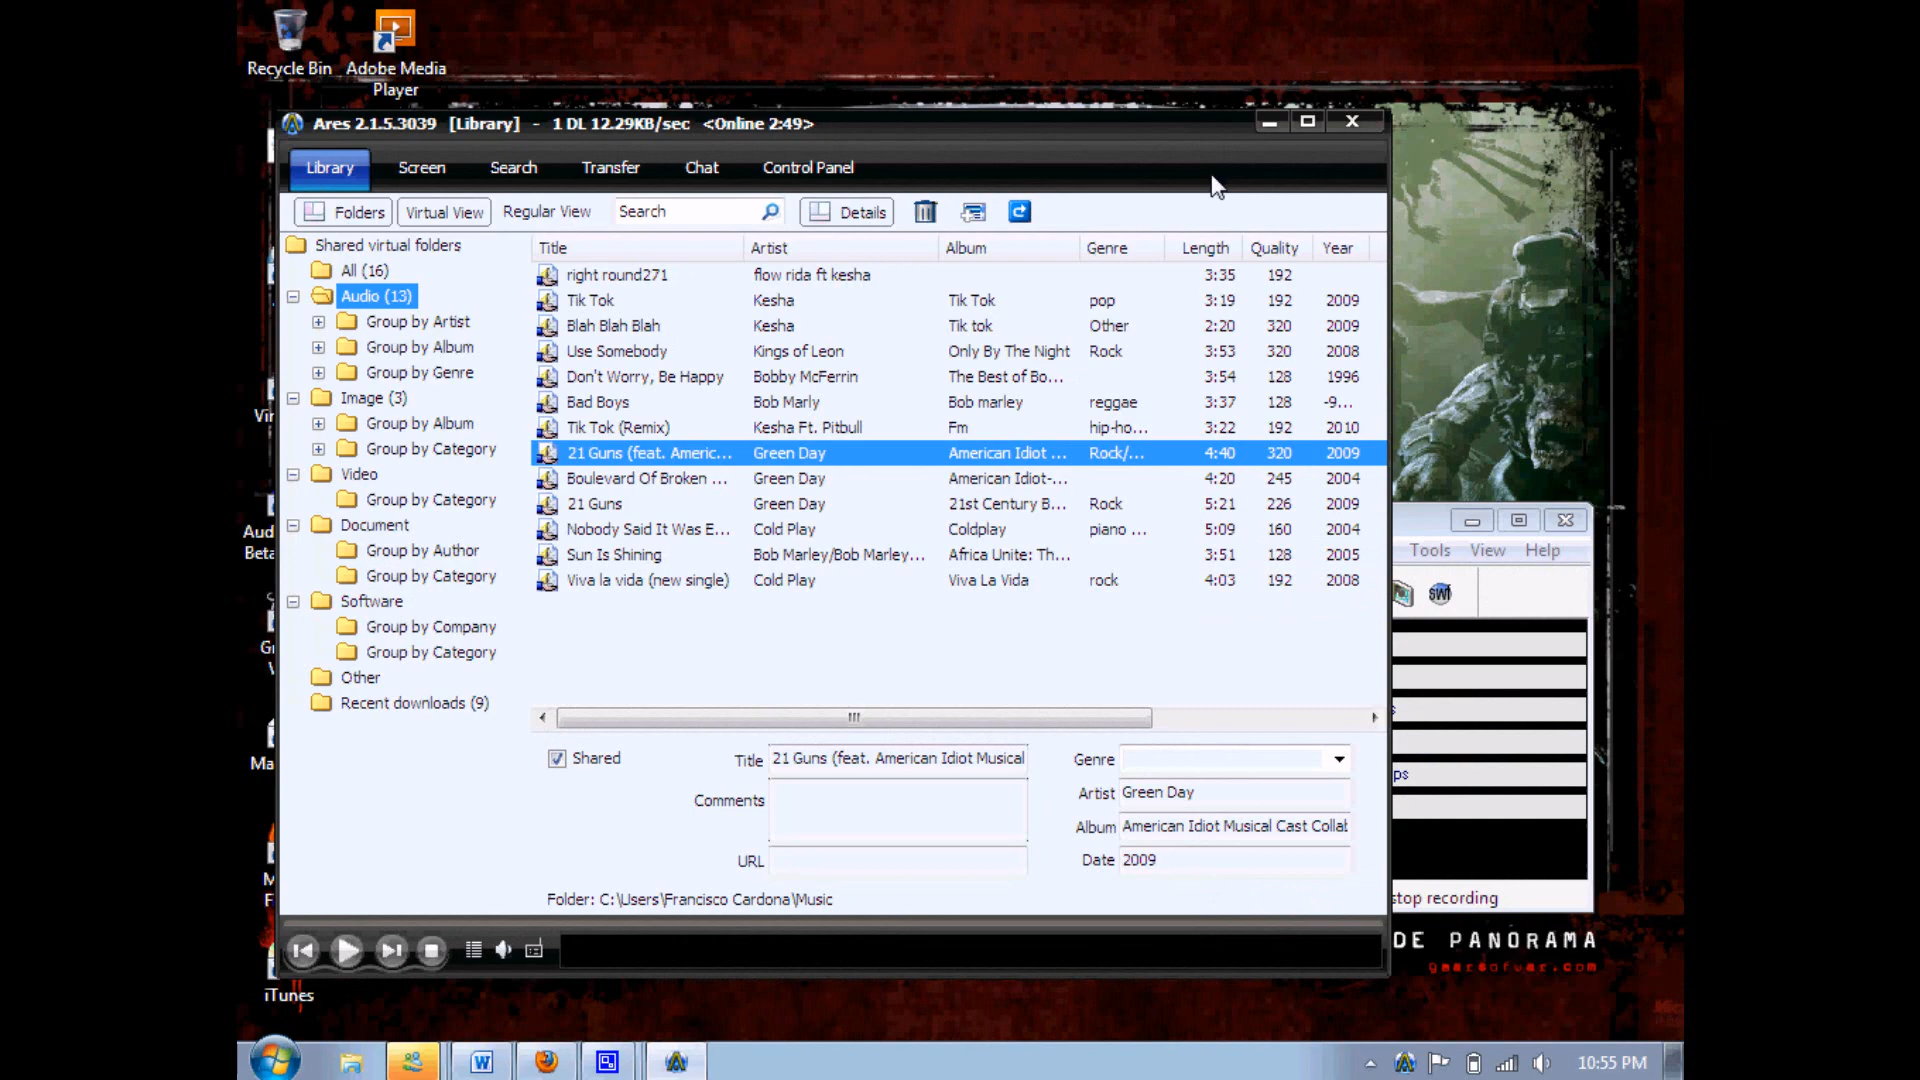 Recycle Bin
Adobe Media
Player
Ares 2.1.5.3039 [Library] - 1 DL 12.29KB/sec <Online 2:49>
Library Screen Search Transfer Chat Control Panel
Folders Virtual View Regular View Search Details
Shared virtual folders
All (16)
Audio (13)
Group by Artist
Group by Album
Group by Genre
Image (3)
Group by Album
Group by Category
Video
Group by Category
Document
Group by Author
Group by Category
Software
Group by Company
Group by Category
Other
Recent downloads (9)
Title Artist Album Genre Length Quality Year
right round271 flow rida ft kesha 3:35 192
Tik Tok Kesha Tik Tok pop 3:19 192 2009
Blah Blah Blah Kesha Tik tok Other 2:20 320 2009
Use Somebody Kings of Leon Only By The Night Rock 3:53 320 2008
Don't Worry, Be Happy Bobby McFerrin The Best of Bo... 3:54 128 1996
Bad Boys Bob Marly Bob marley reggae 3:37 128 -9...
Tik Tok (Remix) Kesha Ft. Pitbull Fm hip-ho... 3:22 192 2010
21 Guns (feat. Americ... Green Day American Idiot ... Rock/... 4:40 320 2009
Boulevard Of Broken ... Green Day American Idiot-... 4:20 245 2004
21 Guns Green Day 21st Century B... Rock 5:21 226 2009
Nobody Said It Was E... Cold Play Coldplay piano ... 5:09 160 2004
Sun Is Shining Bob Marley/Bob Marley... Africa Unite: Th... 3:51 128 2005
Viva la vida (new single) Cold Play Viva La Vida rock 4:03 192 2008
Shared
Title 21 Guns (feat. American Idiot Musical
Comments
URL
Genre
Artist Green Day
Album American Idiot Musical Cast Collab
Date 2009
Folder: C:\Users\Francisco Cardona\Music
Tools View Help
SWF
ps
stop recording
DE PANORAMA
gearsofwar.com
Vir
Aud
Beta
Ma
iTunes
10:55 PM